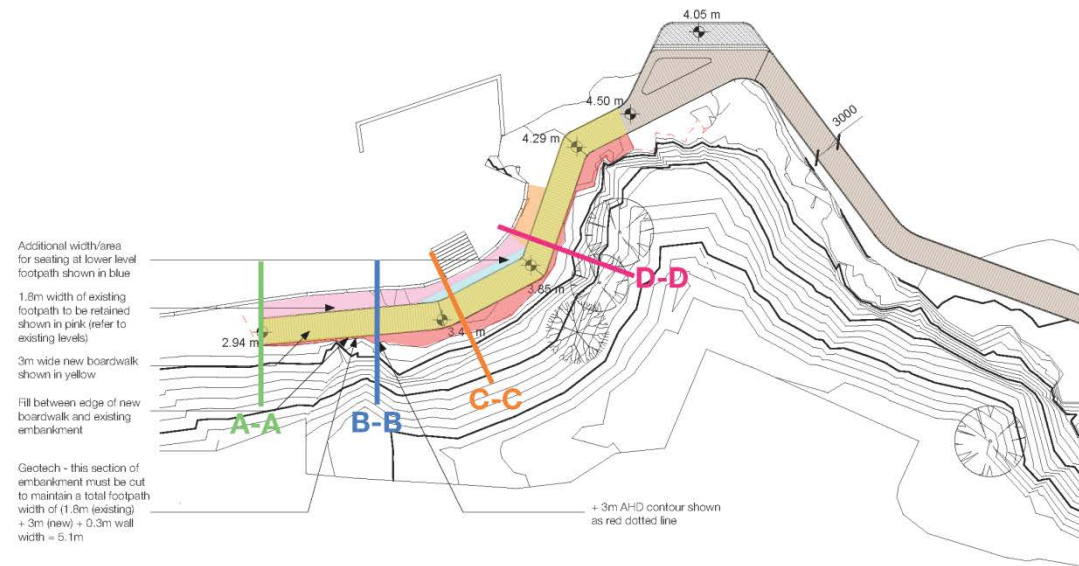 4.05 m
4.50 m
4.29 m
3000
Additional width/area
for seating at lower level
footpath shown in blue
1.8m width of existing
footpath to be retained
shown in pink (refer to
existing levels)
3m wide new boardwalk
shown in yellow
Fill between edge of new
boardwalk and existing
embankment
Geotech - this section of
embankment must be cut
to maintain a total footpath
width of (1.8m (existing)
+ 3m (new) + 0.3m wall
width = 5.1m
2.94 m
3.85 m
D-D
C-C
A-A
B-B
+ 3m AHD contour shown
as red dotted line